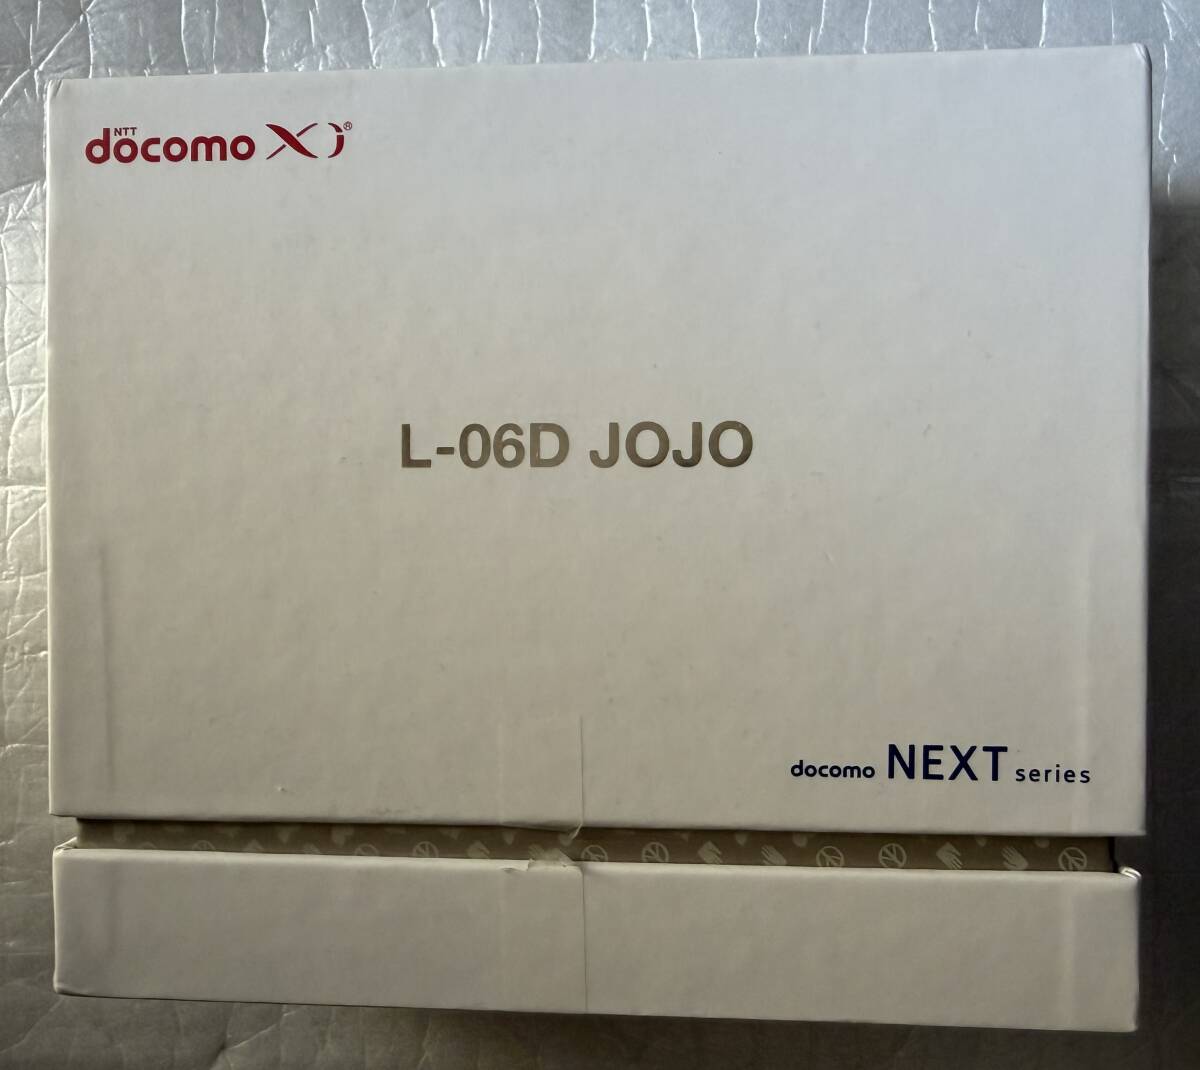 NTT
docomo Xi®
L-06D JOJO
docomo NEXT series